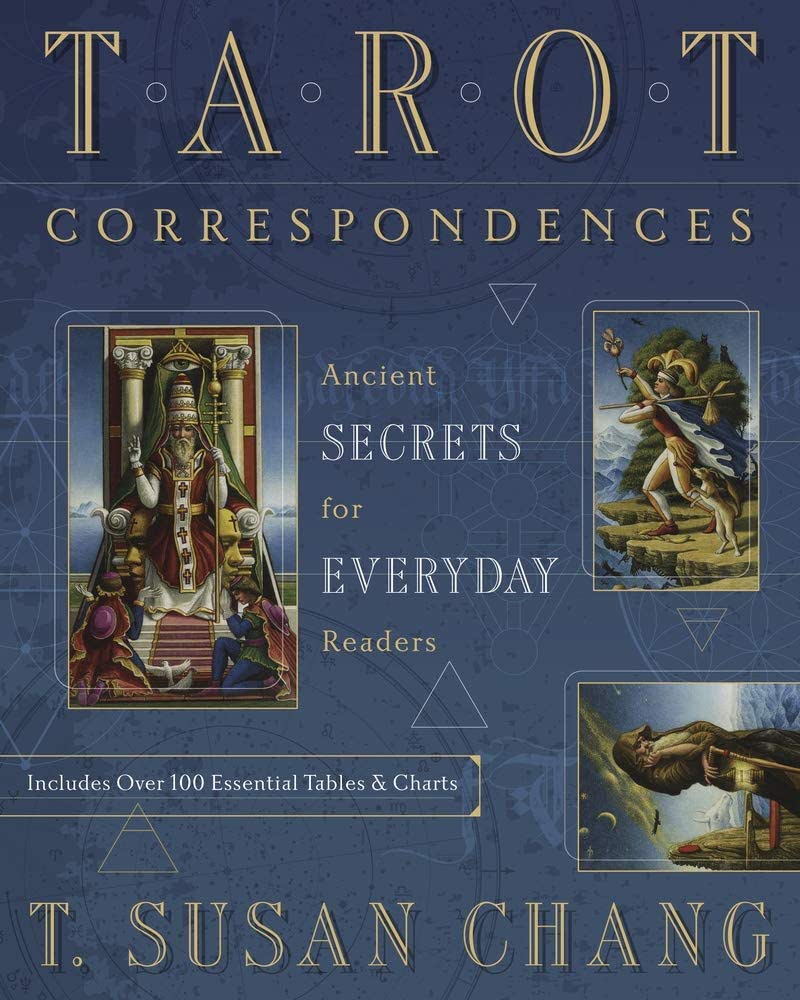 T·A·R·O·T
CORRESPONDENCES
Ancient
SECRETS
for
EVERYDAY
Readers
Includes Over 100 Essential Tables & Charts
T. SUSAN CHANG